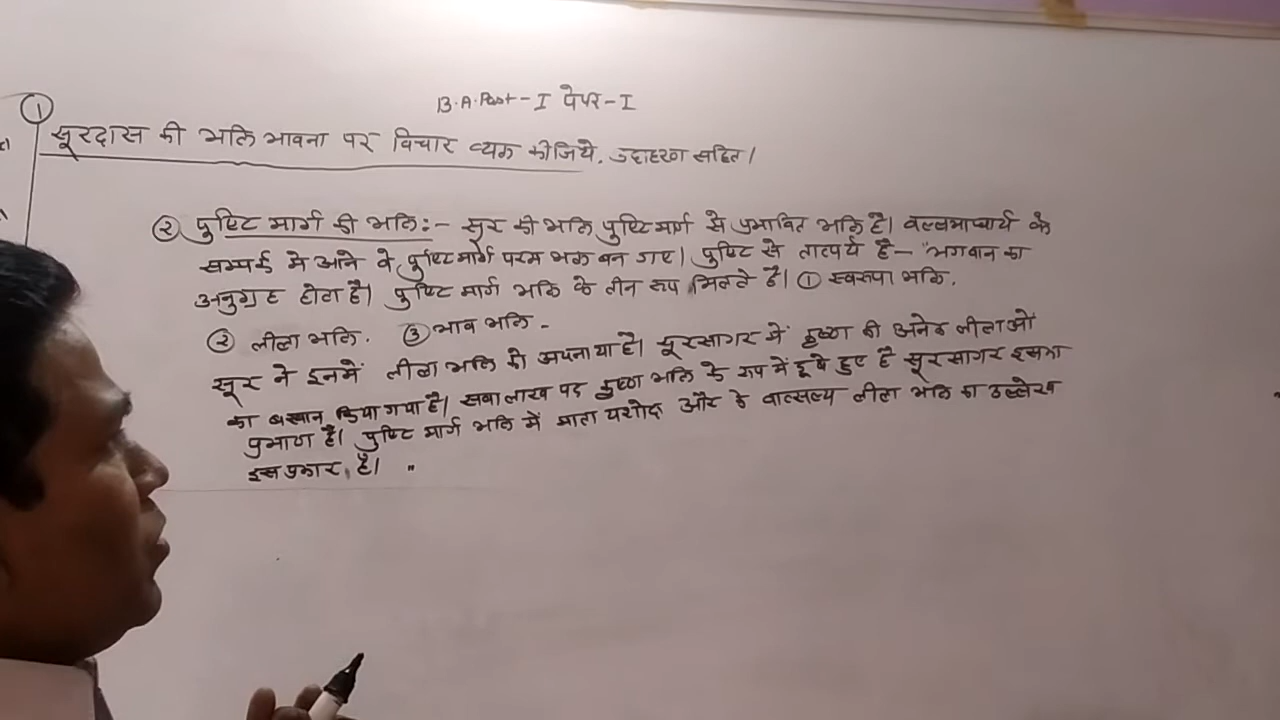 B.A. Part-I पेपर-I
① सूरदास की भक्ति भावना पर विचार व्यक्त कीजिये, उदाहरण सहित।
② पुष्टि मार्ग की भक्ति:- सूर की भक्ति पुष्टि मार्ग से प्रभावित भक्ति है। वल्लभाचार्य के
सम्पर्क मे आने वे पुष्टि मार्ग परम भक्त बन गए। पुष्टि से तात्पर्य है- "भगवान का
अनुग्रह होता है। पुष्टि मार्ग भक्ति के तीन रूप मिलते है। ① स्वरूपा भक्ति.
② लीला भक्ति. ③ भाव भक्ति -
सूर ने इनमें लीला भक्ति को अपनाया है। सूरसागर में कृष्ण की अनेक लीलाओं
का बखान किया गया है। सवा लाख पद कृष्ण भक्ति के रूप में डूबे हुए है सूरसागर इसका
प्रमाण है। पुष्टि मार्ग भक्ति में माता यशोदा और के वात्सल्य लीला भक्ति का उल्लेख
इस प्रकार है। "